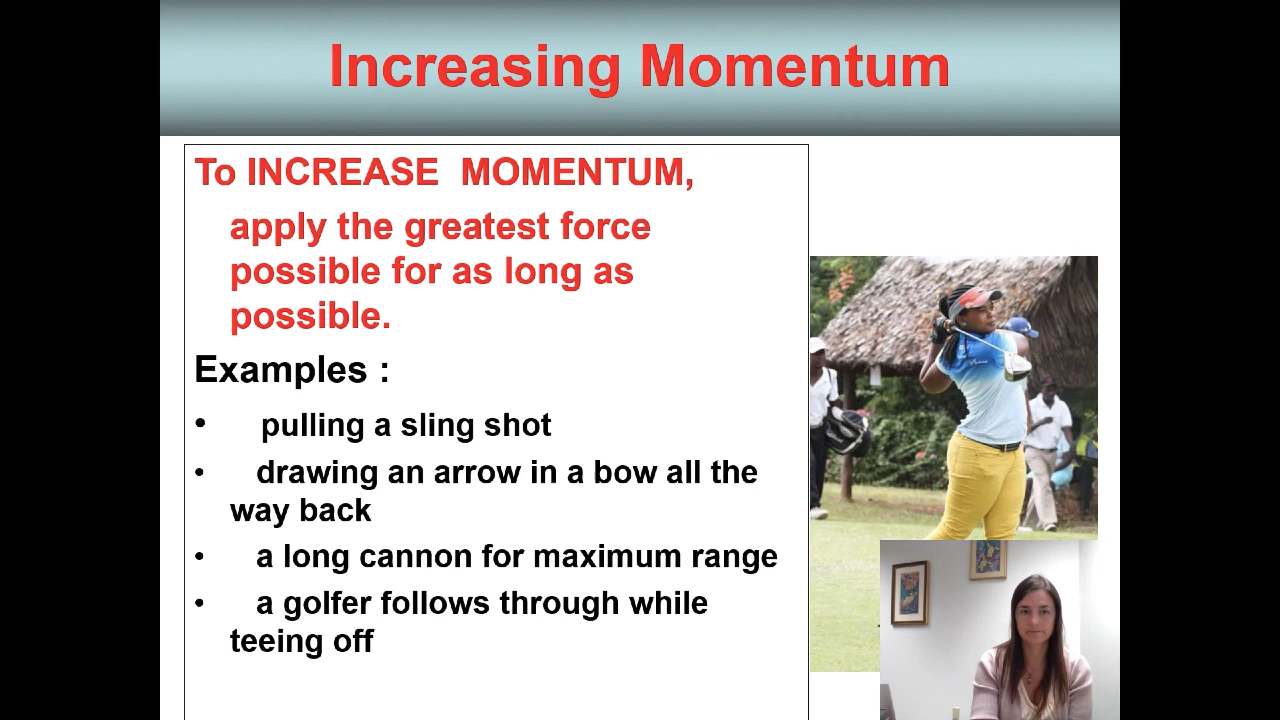 Increasing Momentum
To INCREASE MOMENTUM,
apply the greatest force
possible for as long as
possible.
Examples :
• pulling a sling shot
• drawing an arrow in a bow all the
way back
• a long cannon for maximum range
• a golfer follows through while
teeing off